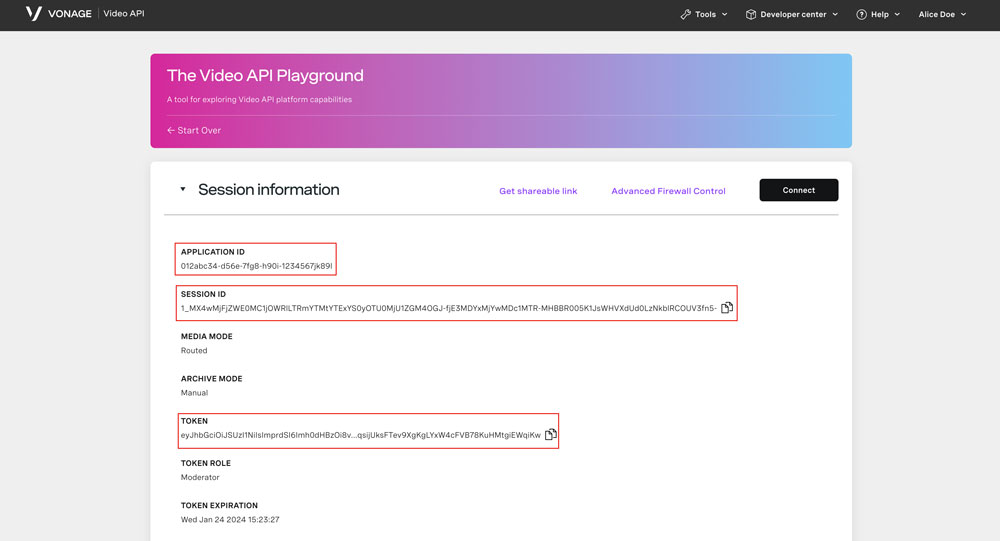 VONAGE Video API
Tools
Developer center
Help
Alice Doe
The Video API Playground
A tool for exploring Video API platform capabilities
← Start Over
Session information
Get shareable link
Advanced Firewall Control
Connect
APPLICATION ID
012abc34-d56e-7fg8-h90i-1234567jk89l
SESSION ID
1_MX4wMjFjZWE0MC1jOWRlLTRmYTMtYTExYS0yOTU0MjU1ZGM4OGJ-fjE3MDYxMjYwMDc1MTR-MHBBR005K1JsWHVXdUd0LzNkblRCOUV3fn5-
MEDIA MODE
Routed
ARCHIVE MODE
Manual
TOKEN
eyJhbGciOiJSUzI1NiIsImprdSI6Imh0dHBzOi8v...qsijUksFTev9XgKgLYxW4cFVB78KuHMtgiEWqiKw
TOKEN ROLE
Moderator
TOKEN EXPIRATION
Wed Jan 24 2024 15:23:27